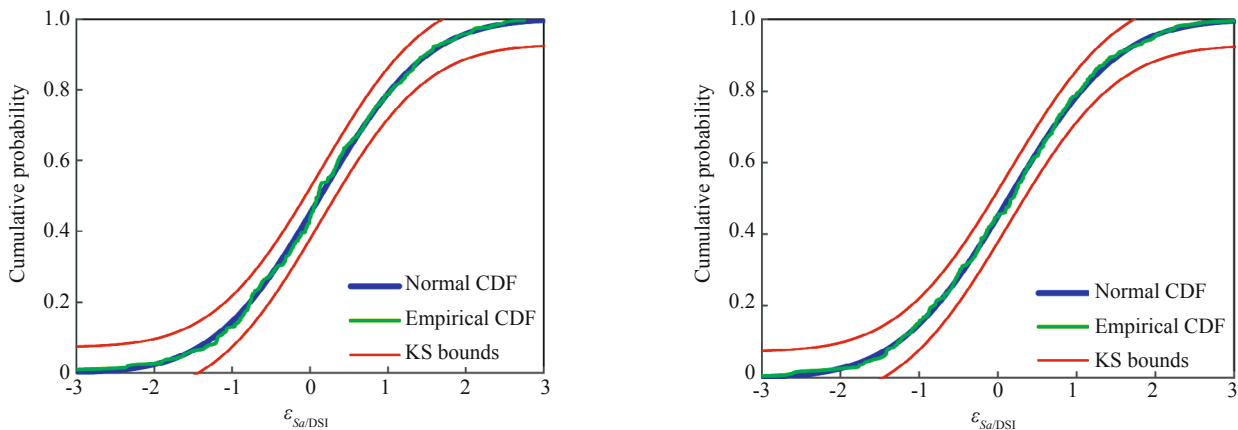 1.0
0.8
0.6
0.4
0.2
0
Cumulative probability
Normal CDF
Empirical CDF
KS bounds
-3 -2 -1 0 1 2 3
εSa/DSI
1.0
0.8
0.6
0.4
0.2
0
Cumulative probability
Normal CDF
Empirical CDF
KS bounds
-3 -2 -1 0 1 2 3
εSa/DSI